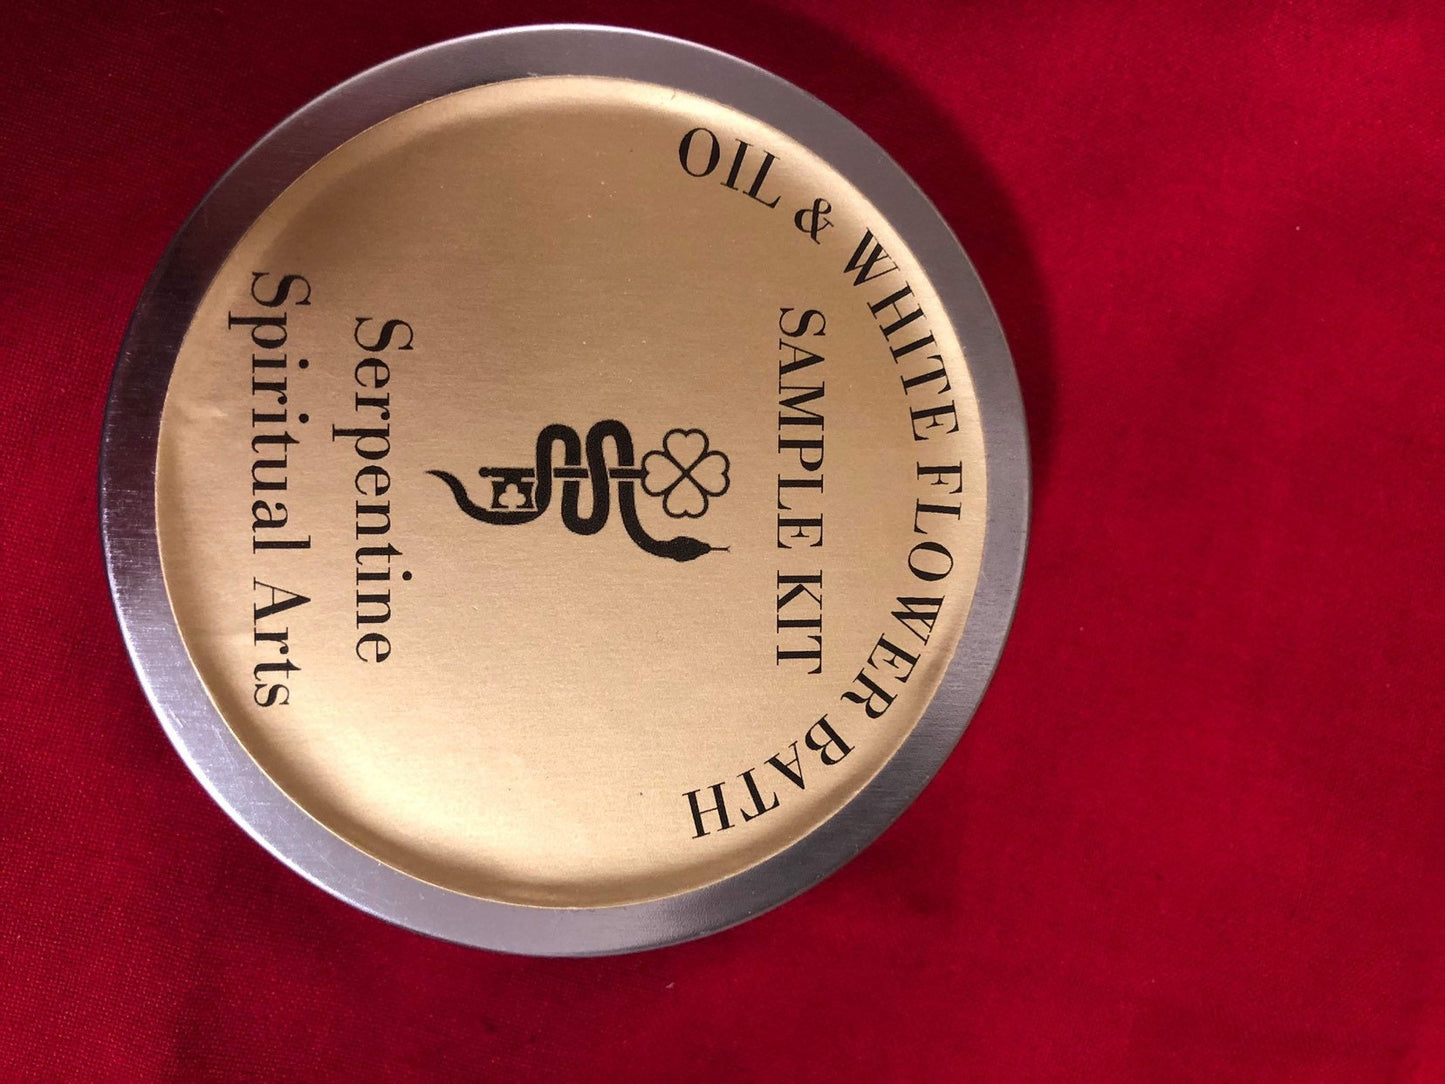 OIL & WHITE FLOWER BATH
SAMPLE KIT
Serpentine
Spiritual Arts